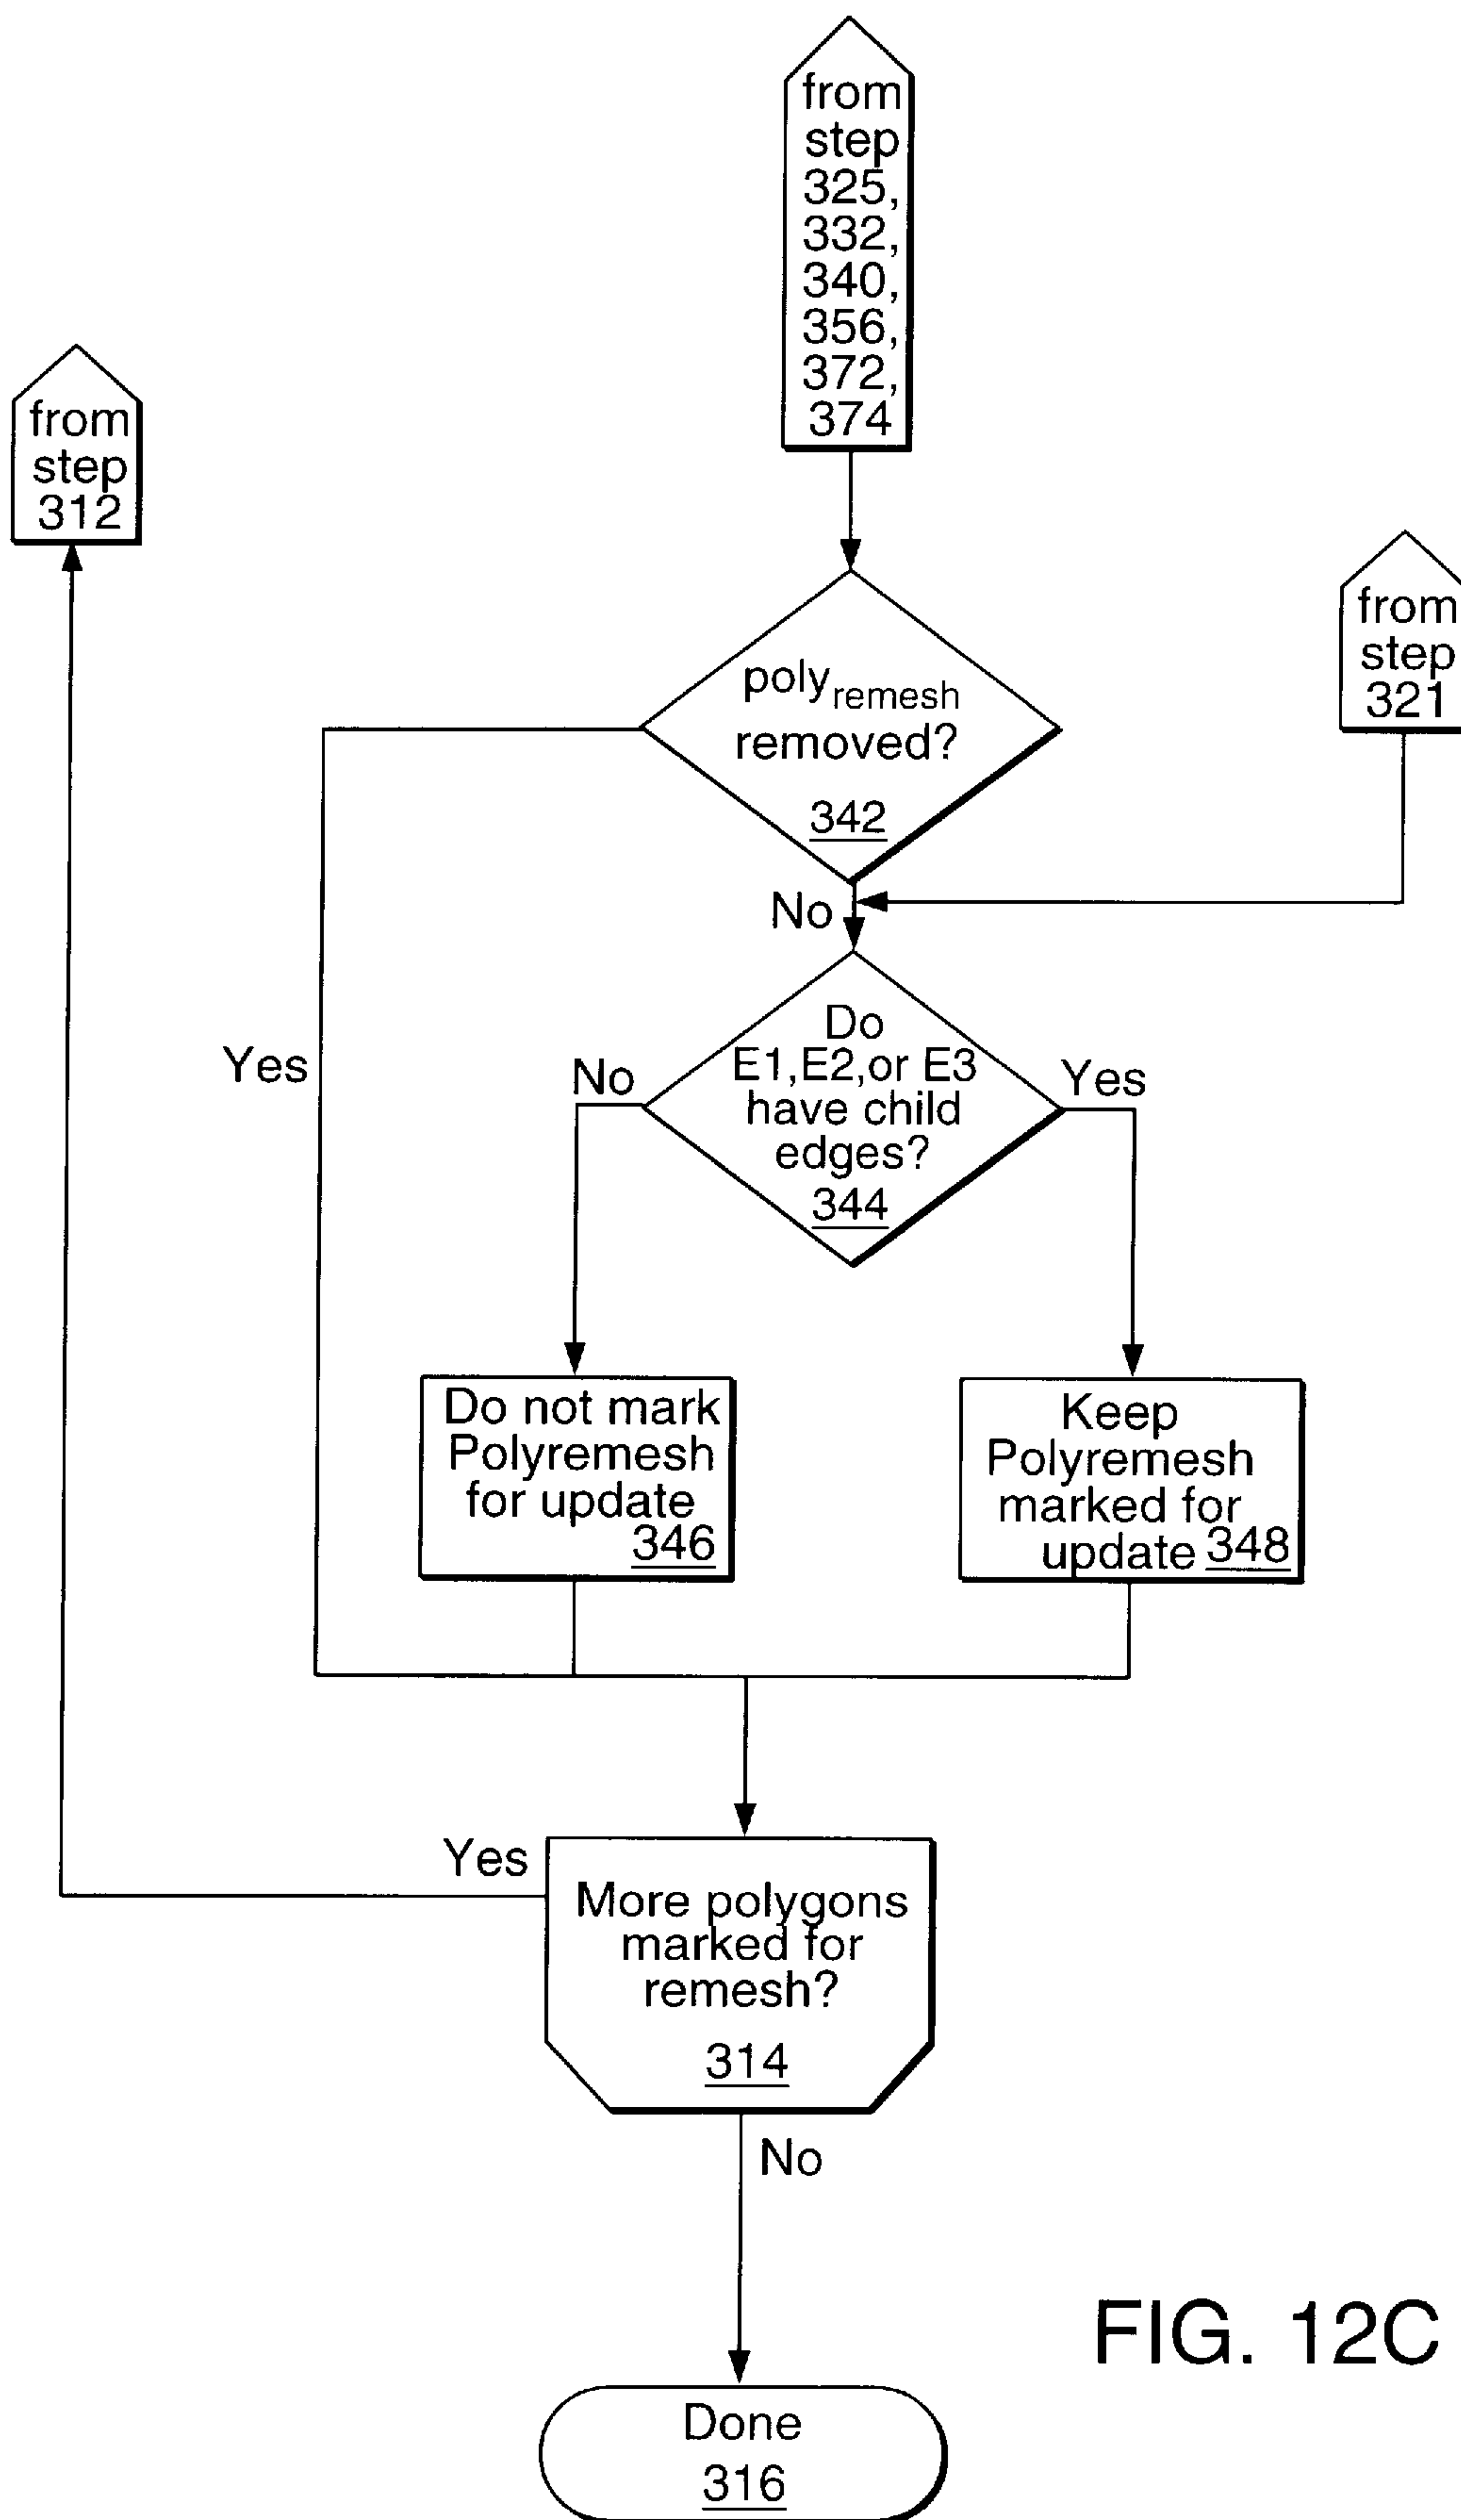 from
step
325,
332,
340,
356,
372,
374
from
step
312
from
step
321
polyremesh
removed?
342
No
Yes
Do
E1,E2,or E3
have child
edges?
344
No
Yes
Do not mark
Polyremesh
for update
346
Keep
Polyremesh
marked for
update 348
Yes
More polygons
marked for
remesh?
314
No
Done
316
FIG. 12C